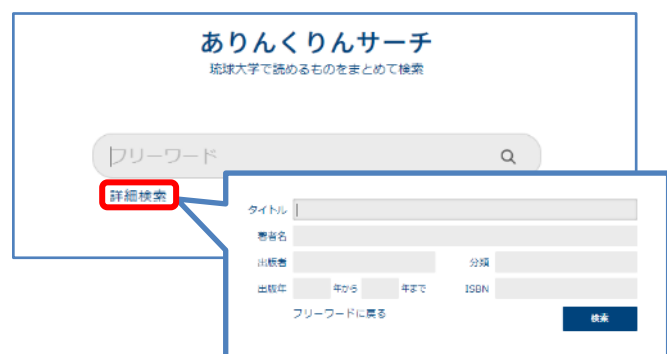 ありんくりんサーチ
琉球大学で読めるものをまとめて検索
フリーワード
詳細検索
タイトル
著者名
出版者 分類
出版年 年から 年まで ISBN
フリーワードに戻る 検索